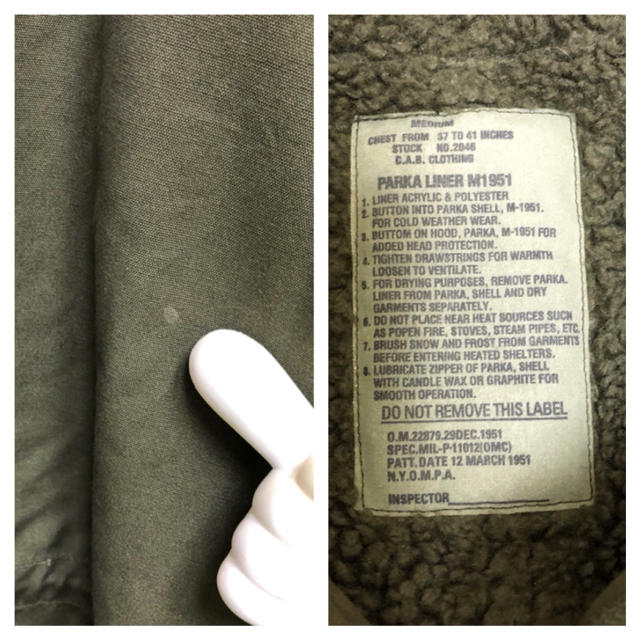 MEDIUM
CHEST FROM 37 TO 41 INCHES
STOCK NO.2046
C.A.B. CLOTHING
PARKA LINER M1951
1. LINER ACRYLIC & POLYESTER
2. BUTTON INTO PARKA SHELL, M-1951.
FOR COLD WEATHER WEAR.
3. BUTTOM ON HOOD, PARKA, M-1951 FOR
ADDED HEAD PROTECTION.
4. TIGHTEN DRAWSTRINGS FOR WARMTH
LOOSEN TO VENTILATE.
5. FOR DRYING PURPOSES, REMOVE PARKA.
LINER FROM PARKA, SHELL AND DRY
GARMENTS SEPARATELY.
6. DO NOT PLACE NEAR HEAT SOURCES SUCH
AS POPEN FIRE, STOVES, STEAM PIPES, ETC.
7. BRUSH SNOW AND FROST FROM GARMENTS
BEFORE ENTERING HEATED SHELTERS.
8. LUBRICATE ZIPPER OF PARKA, SHELL
WITH CANDLE WAX OR GRAPHITE FOR
SMOOTH OPERATION.
DO NOT REMOVE THIS LABEL
O.M.22879.29DEC.1951
SPEC.MIL-P-11012(OMC)
PATT.DATE 12 MARCH 1951
N.Y.O.M.P.A.
INSPECTOR